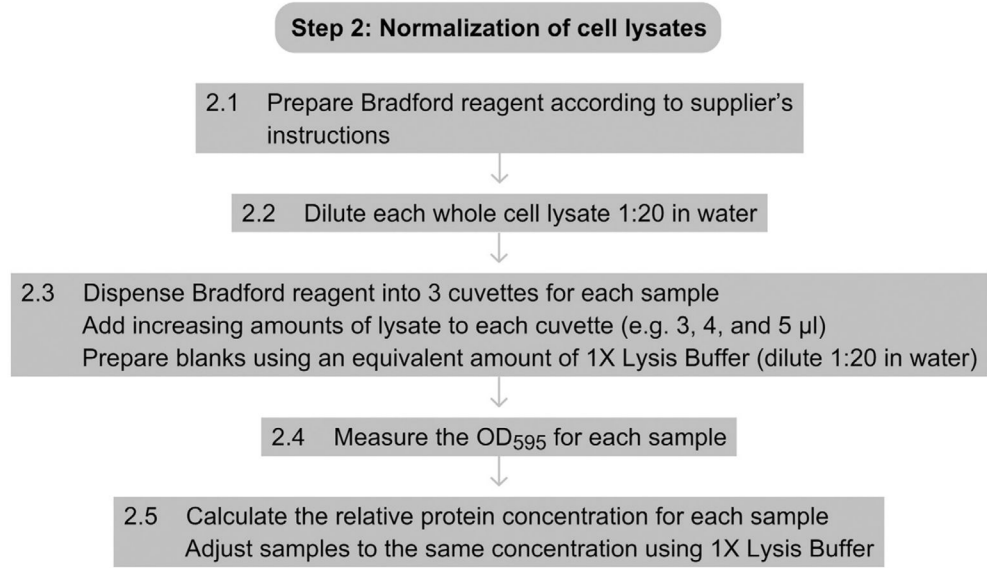 Step 2: Normalization of cell lysates
2.1 Prepare Bradford reagent according to supplier's
instructions
2.2 Dilute each whole cell lysate 1:20 in water
2.3 Dispense Bradford reagent into 3 cuvettes for each sample
Add increasing amounts of lysate to each cuvette (e.g. 3, 4, and 5 µl)
Prepare blanks using an equivalent amount of 1X Lysis Buffer (dilute 1:20 in water)
2.4 Measure the OD595 for each sample
2.5 Calculate the relative protein concentration for each sample
Adjust samples to the same concentration using 1X Lysis Buffer